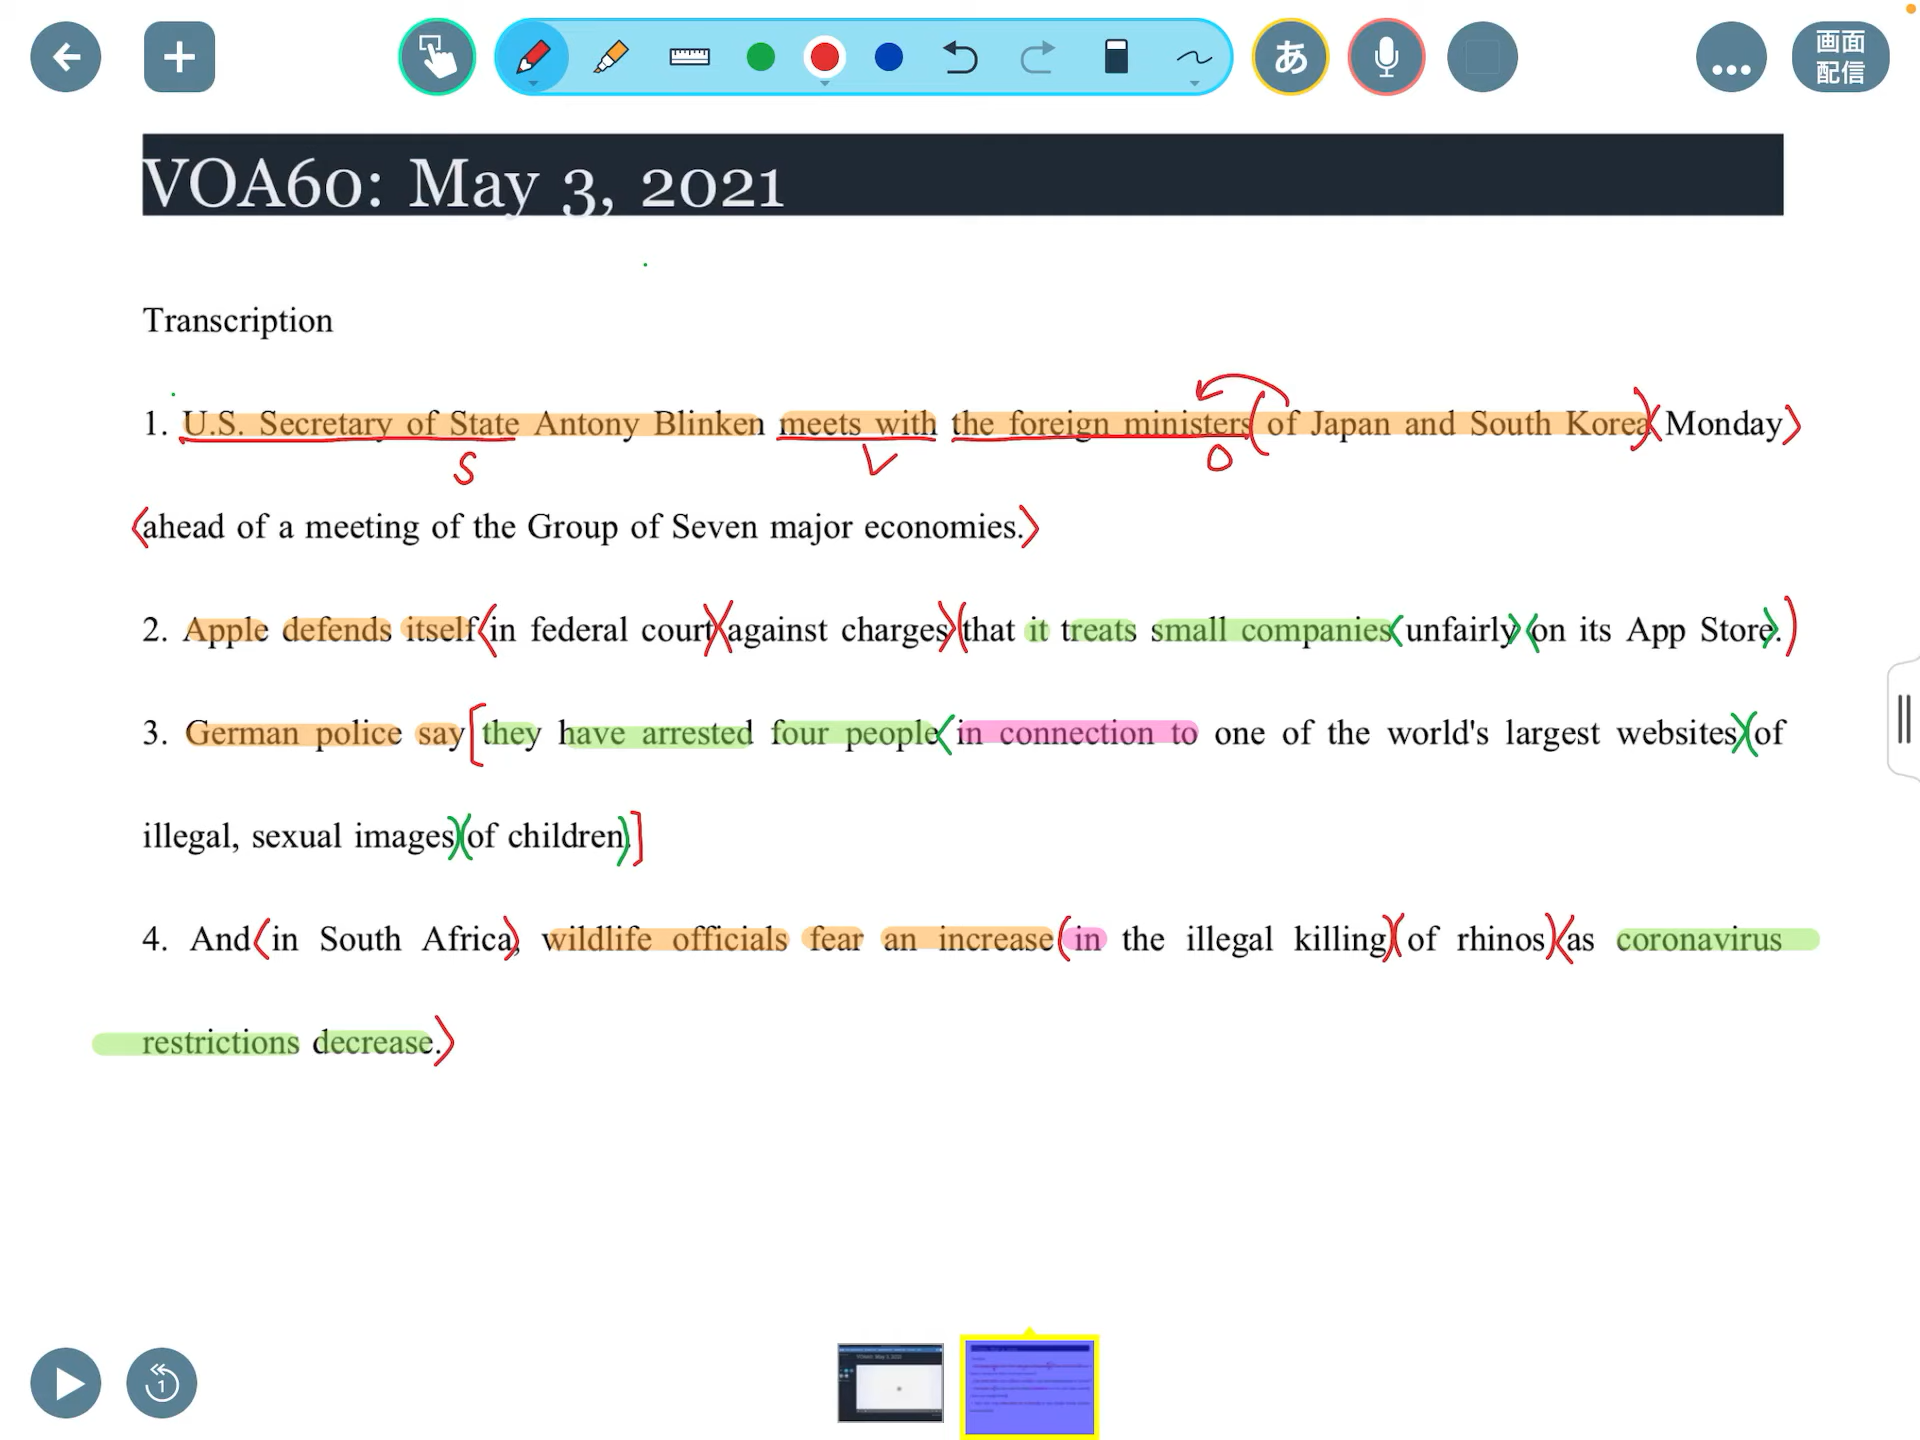 あ
画面
配信
VOA60: May 3, 2021
Transcription
1. U.S. Secretary of State Antony Blinken meets with the foreign ministers of Japan and South Korea Monday
S V O
ahead of a meeting of the Group of Seven major economies.
2. Apple defends itself in federal court against charges that it treats small companies unfairly on its App Store.
3. German police say they have arrested four people in connection to one of the world's largest websites of
illegal, sexual images of children.
4. And in South Africa, wildlife officials fear an increase in the illegal killing of rhinos as coronavirus
restrictions decrease.
1